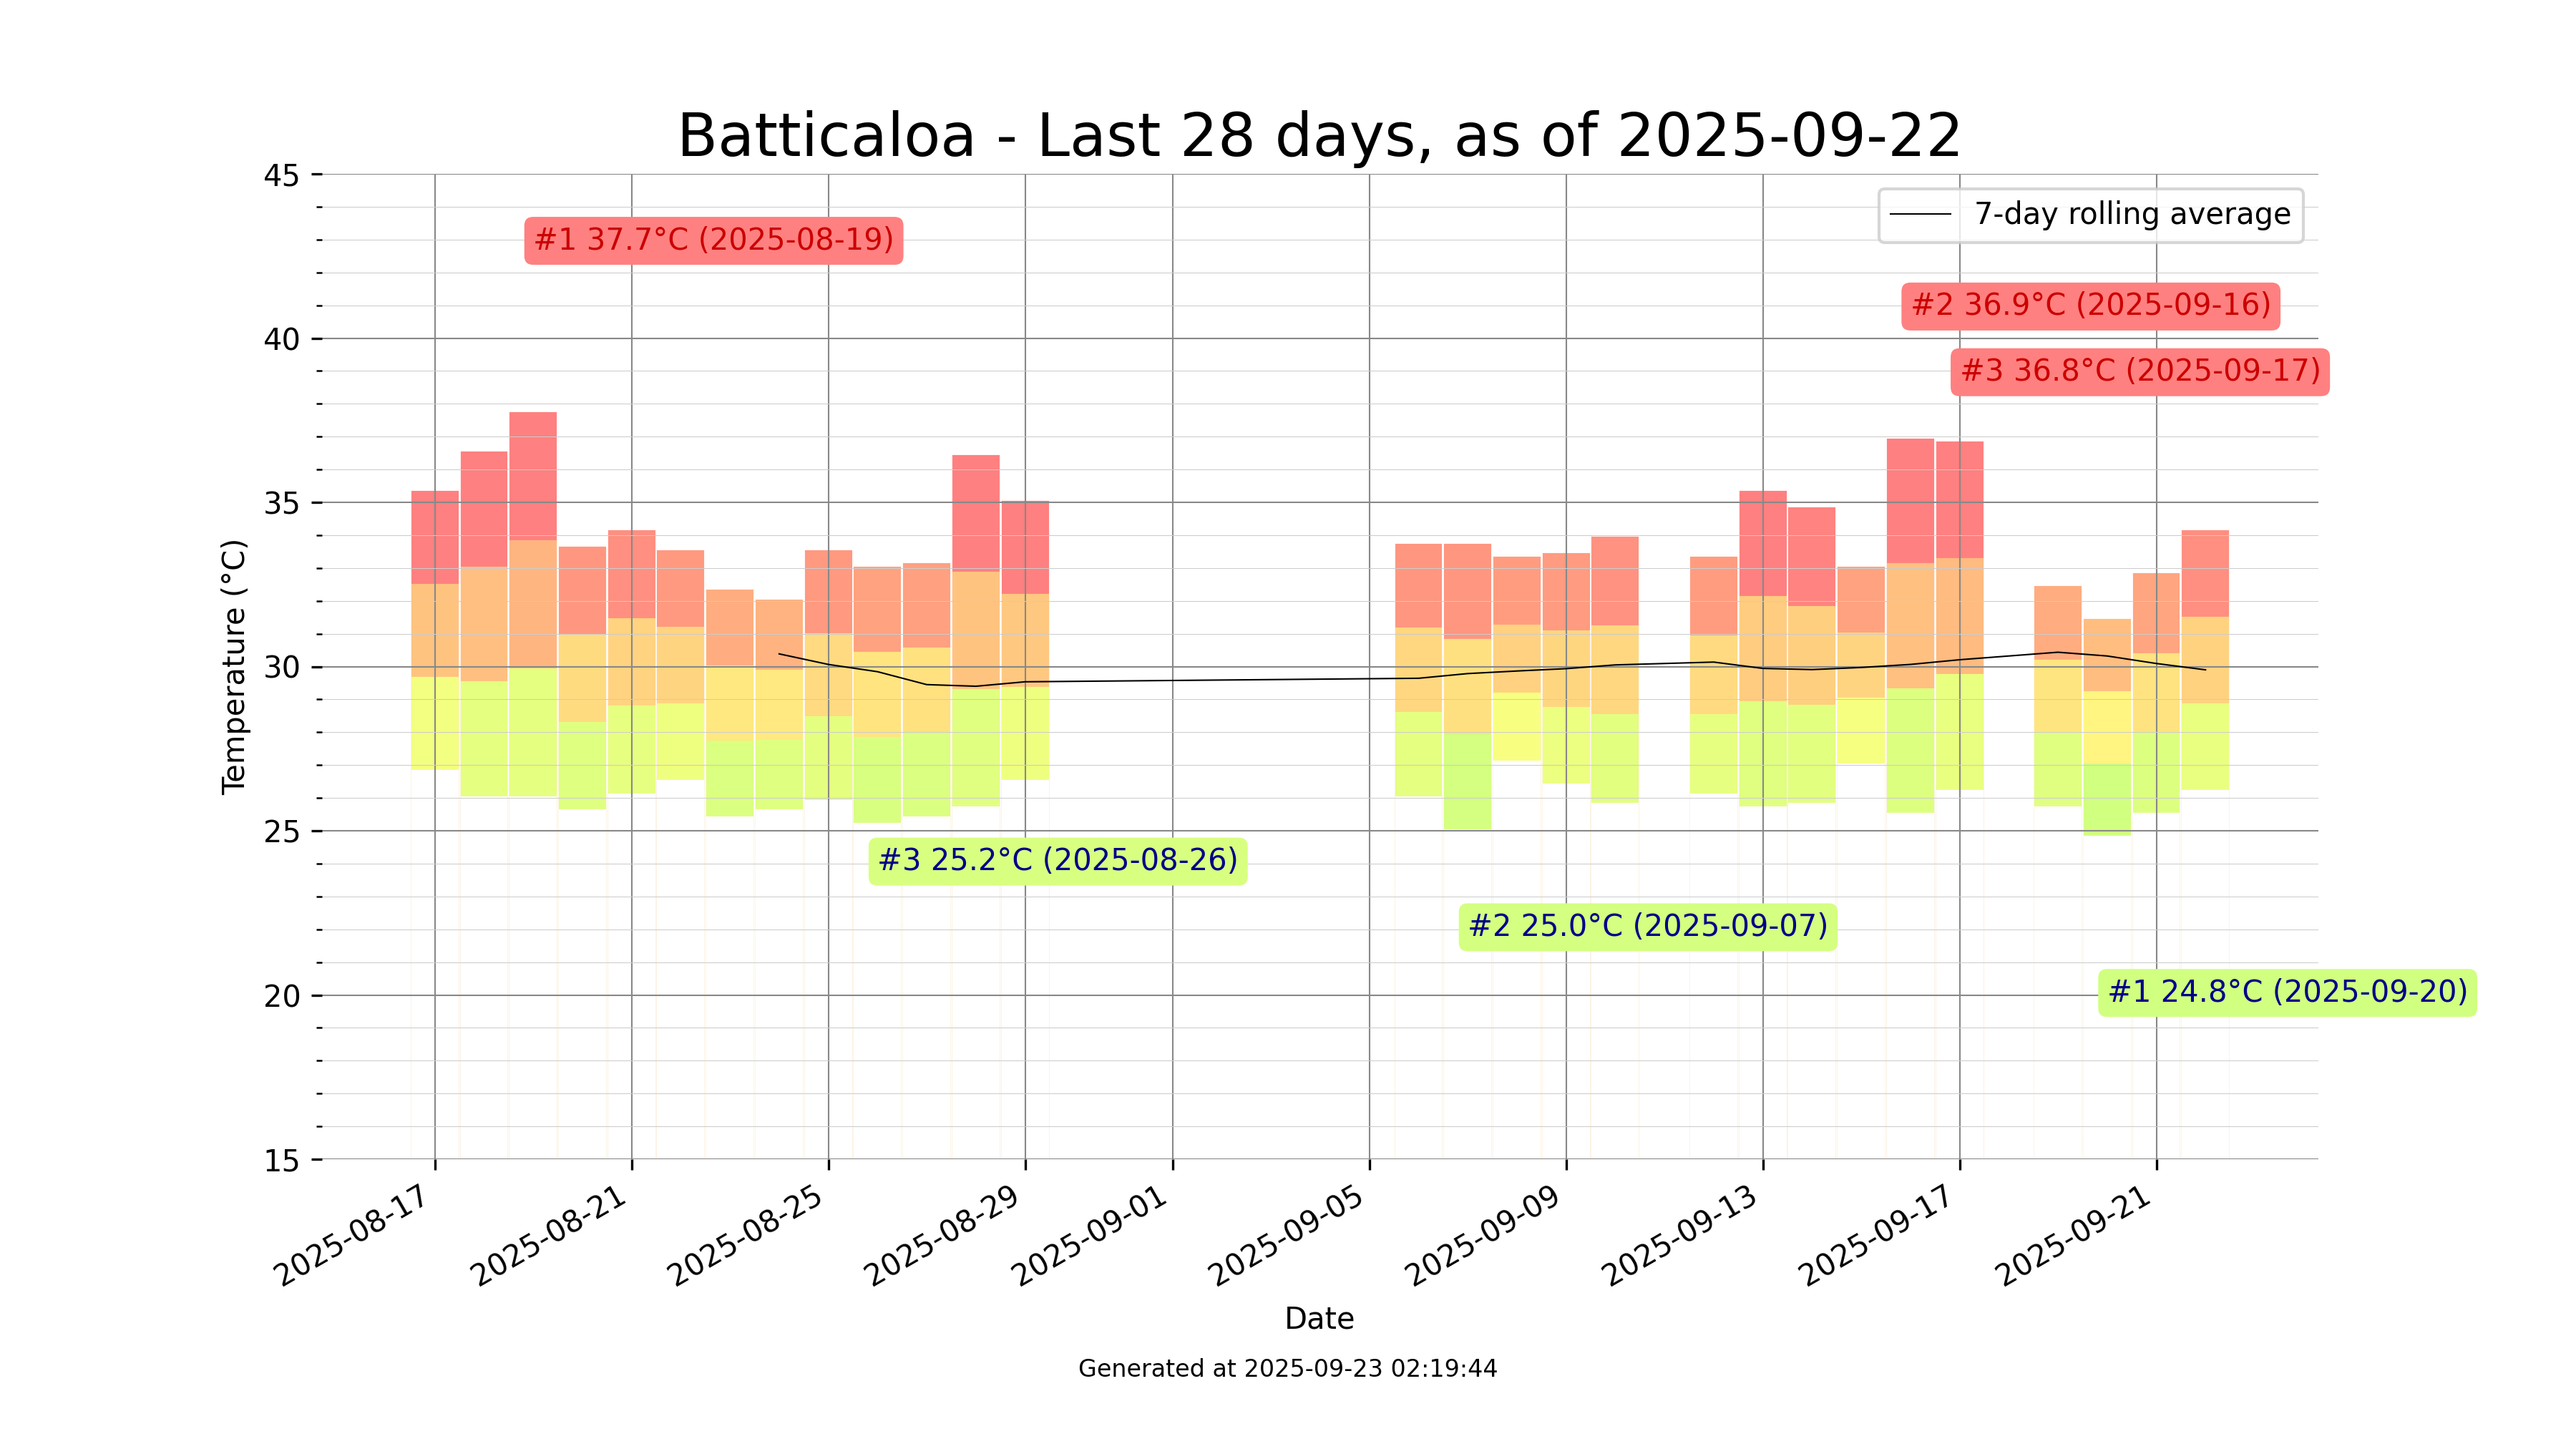 Batticaloa - Last 28 days, as of 2025-09-22
45
40
35
30
25
20
15
Temperature (°C)
7-day rolling average
#1 37.7°C (2025-08-19)
#2 36.9°C (2025-09-16)
#3 36.8°C (2025-09-17)
#3 25.2°C (2025-08-26)
#2 25.0°C (2025-09-07)
#1 24.8°C (2025-09-20)
2025-08-17
2025-08-21
2025-08-25
2025-08-29
2025-09-01
2025-09-05
2025-09-09
2025-09-13
2025-09-17
2025-09-21
Date
Generated at 2025-09-23 02:19:44